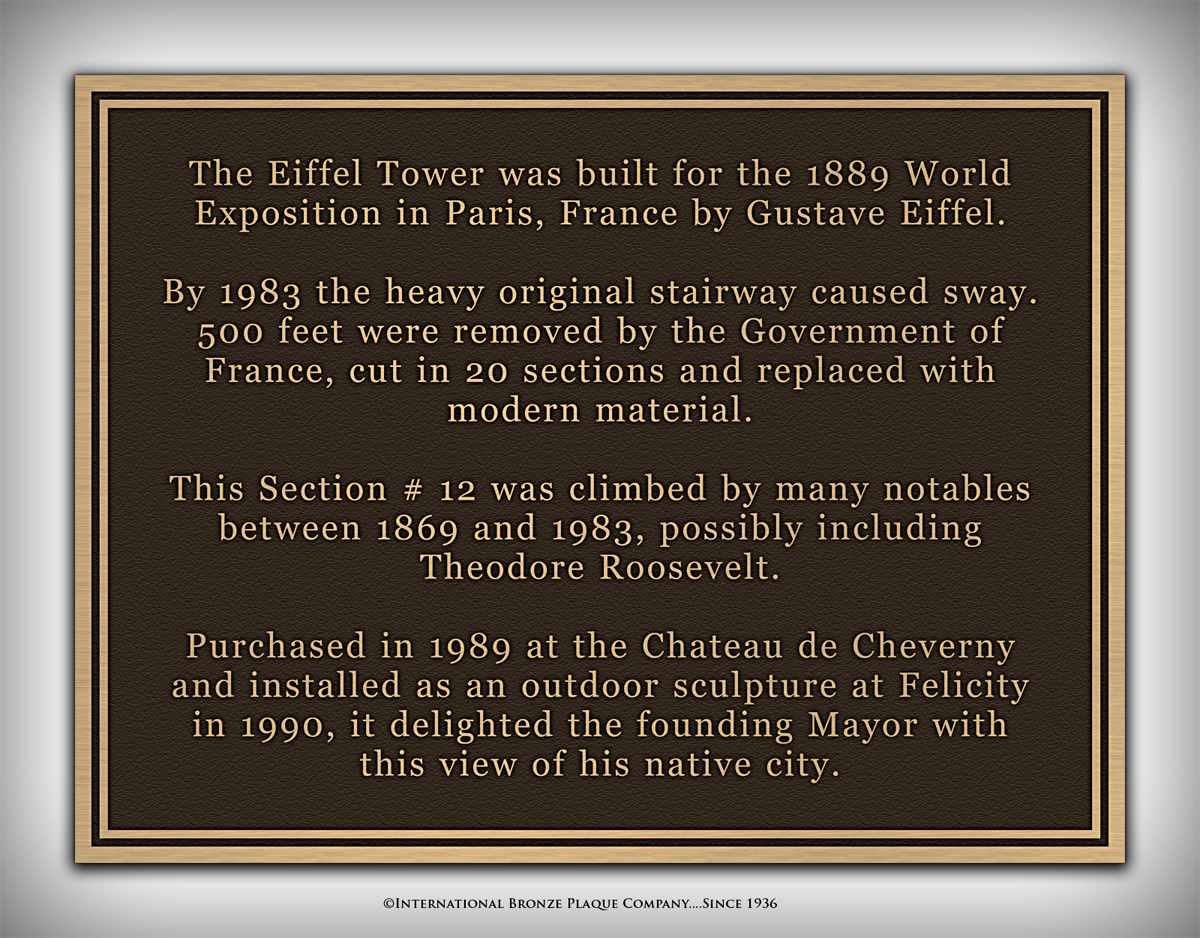 The Eiffel Tower was built for the 1889 World
Exposition in Paris, France by Gustave Eiffel.
By 1983 the heavy original stairway caused sway.
500 feet were removed by the Government of
France, cut in 20 sections and replaced with
modern material.
This Section # 12 was climbed by many notables
between 1869 and 1983, possibly including
Theodore Roosevelt.
Purchased in 1989 at the Chateau de Cheverny
and installed as an outdoor sculpture at Felicity
in 1990, it delighted the founding Mayor with
this view of his native city.
©International Bronze Plaque Company....Since 1936